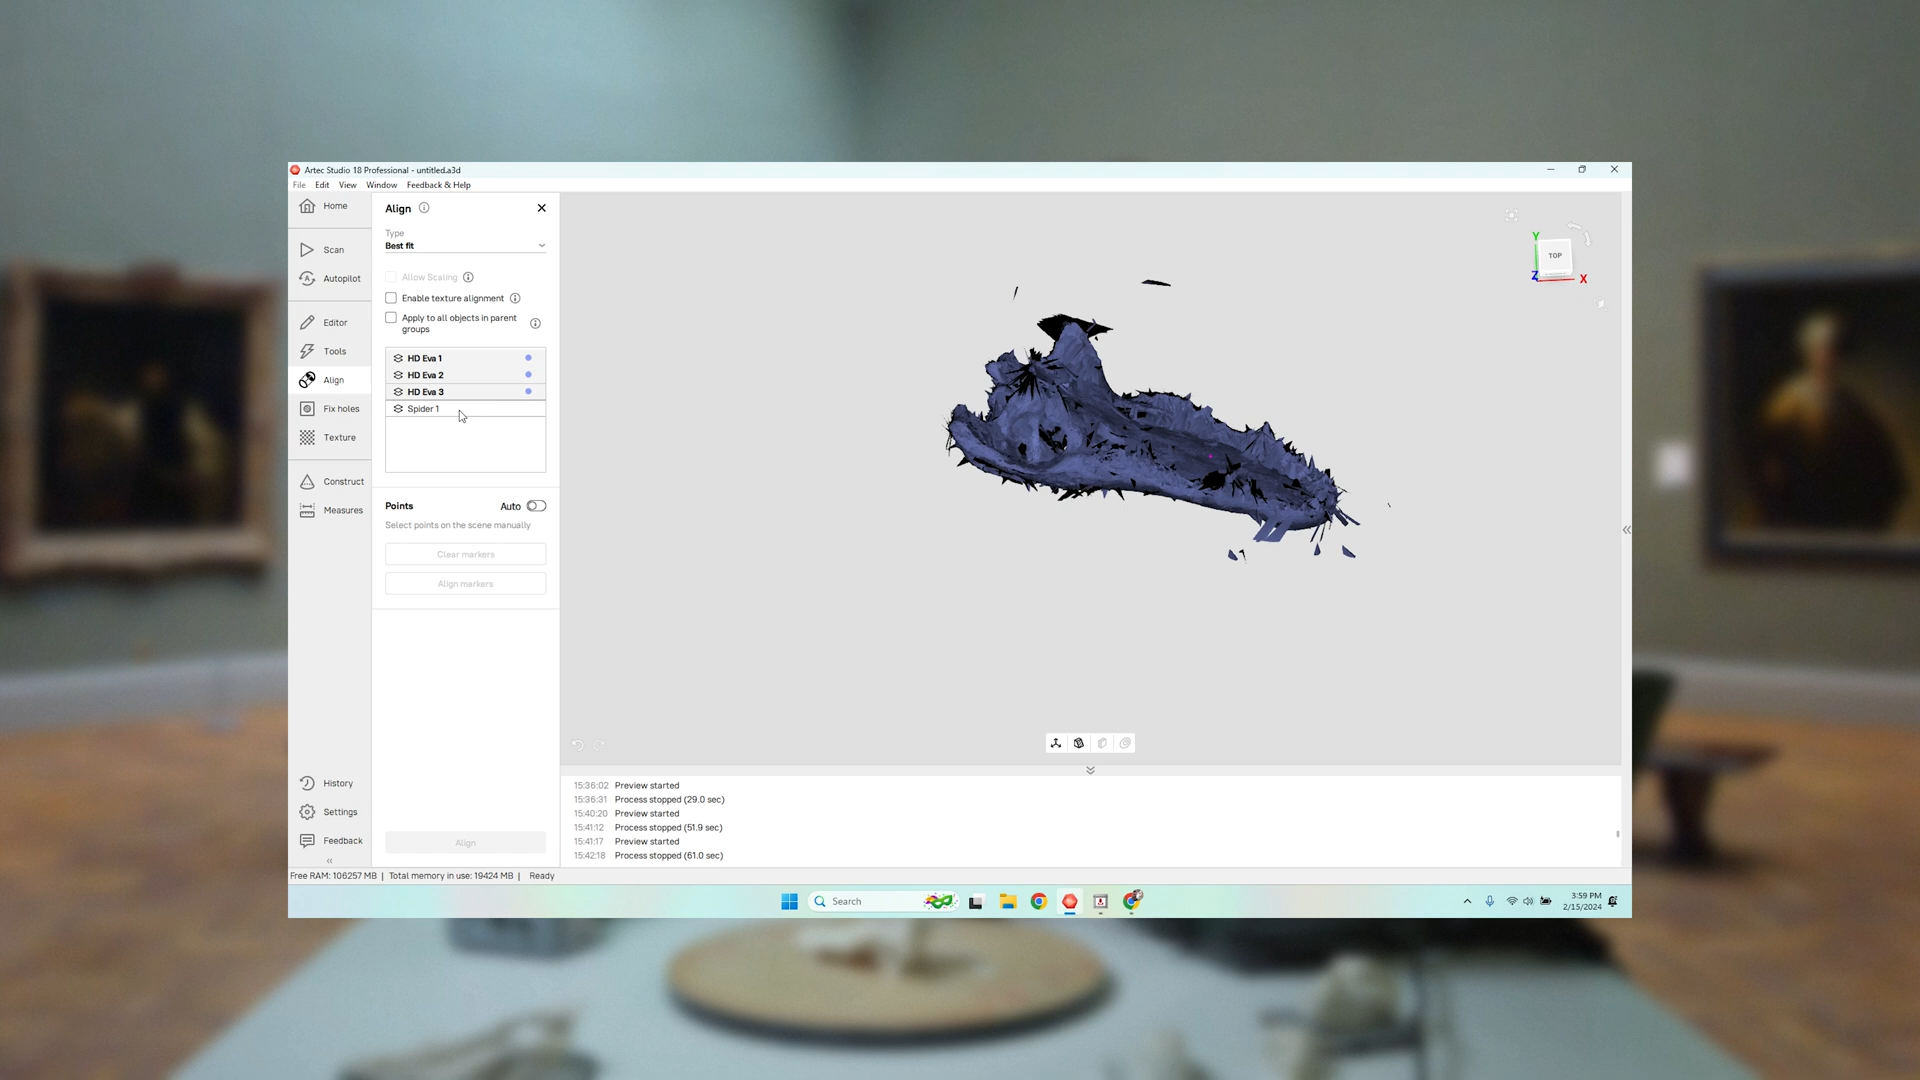 Artec Studio 18 Professional - untitled.a3d
File Edit View Window Feedback & Help
Home
Scan
Autopilot
Editor
Tools
Align
Fix holes
Texture
Construct
Measures
History
Settings
Feedback
Align
Type
Best fit
Allow Scaling
Enable texture alignment
Apply to all objects in parent
groups
HD Eva 1
HD Eva 2
HD Eva 3
Spider 1
Points Auto
Select points on the scene manually
Clear markers
Align markers
Align
Y
TOP
Z X
15:36:02 Preview started
15:36:31 Process stopped (29.0 sec)
15:40:20 Preview started
15:41:12 Process stopped (51.9 sec)
15:41:17 Preview started
15:42:18 Process stopped (61.0 sec)
Free RAM: 106257 MB | Total memory in use: 19424 MB | Ready
Search
3:59 PM
2/15/2024